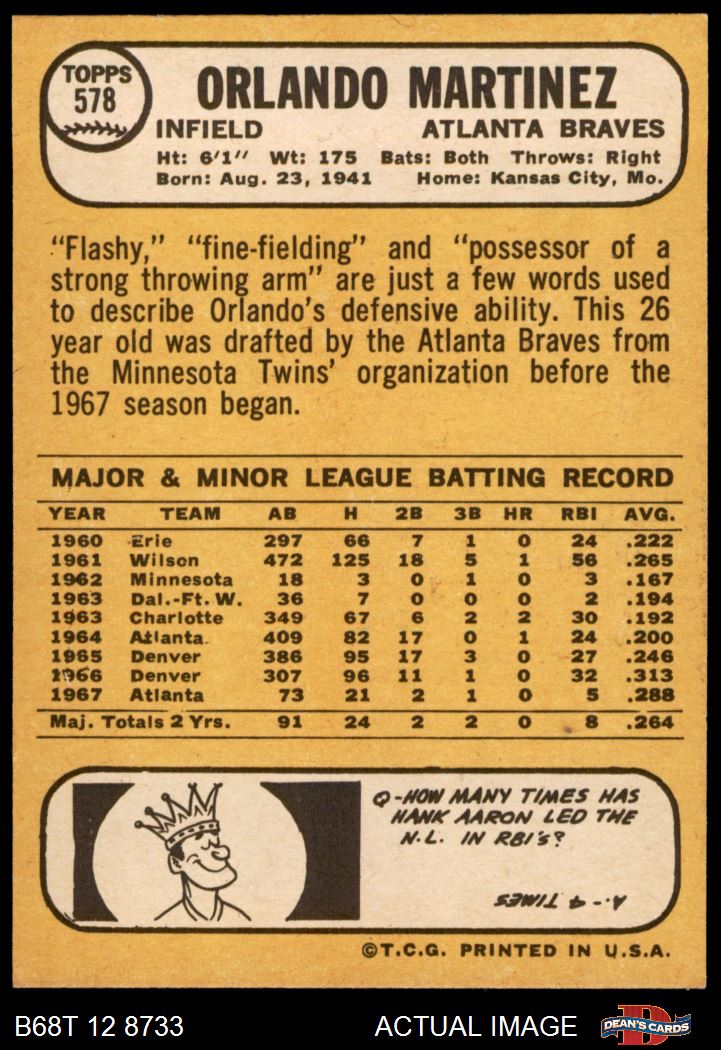 TOPPS
578
ORLANDO MARTINEZ
INFIELD ATLANTA BRAVES
Ht: 6'1" Wt: 175 Bats: Both Throws: Right
Born: Aug. 23, 1941 Home: Kansas City, Mo.
"Flashy," "fine-fielding" and "possessor of a
strong throwing arm" are just a few words used
to describe Orlando's defensive ability. This 26
year old was drafted by the Atlanta Braves from
the Minnesota Twins' organization before the
1967 season began.
MAJOR & MINOR LEAGUE BATTING RECORD
YEAR TEAM AB H 2B 3B HR RBI AVG.
1960 Erie 297 66 7 1 0 24 .222
1961 Wilson 472 125 18 5 1 56 .265
1962 Minnesota 18 3 0 1 0 3 .167
1963 Dal.-Ft. W. 36 7 0 0 0 2 .194
1963 Charlotte 349 67 6 2 2 30 .192
1964 Atlanta 409 82 17 0 1 24 .200
1965 Denver 386 95 17 3 0 27 .246
1966 Denver 307 96 11 1 0 32 .313
1967 Atlanta 73 21 2 1 0 5 .288
Maj. Totals 2 Yrs. 91 24 2 2 0 8 .264
Q-HOW MANY TIMES HAS
HANK AARON LED THE
N.L. IN RBI'S?
A-4 TIMES
©T.C.G. PRINTED IN U.S.A.
B68T 12 8733 ACTUAL IMAGE DEAN'S CARDS